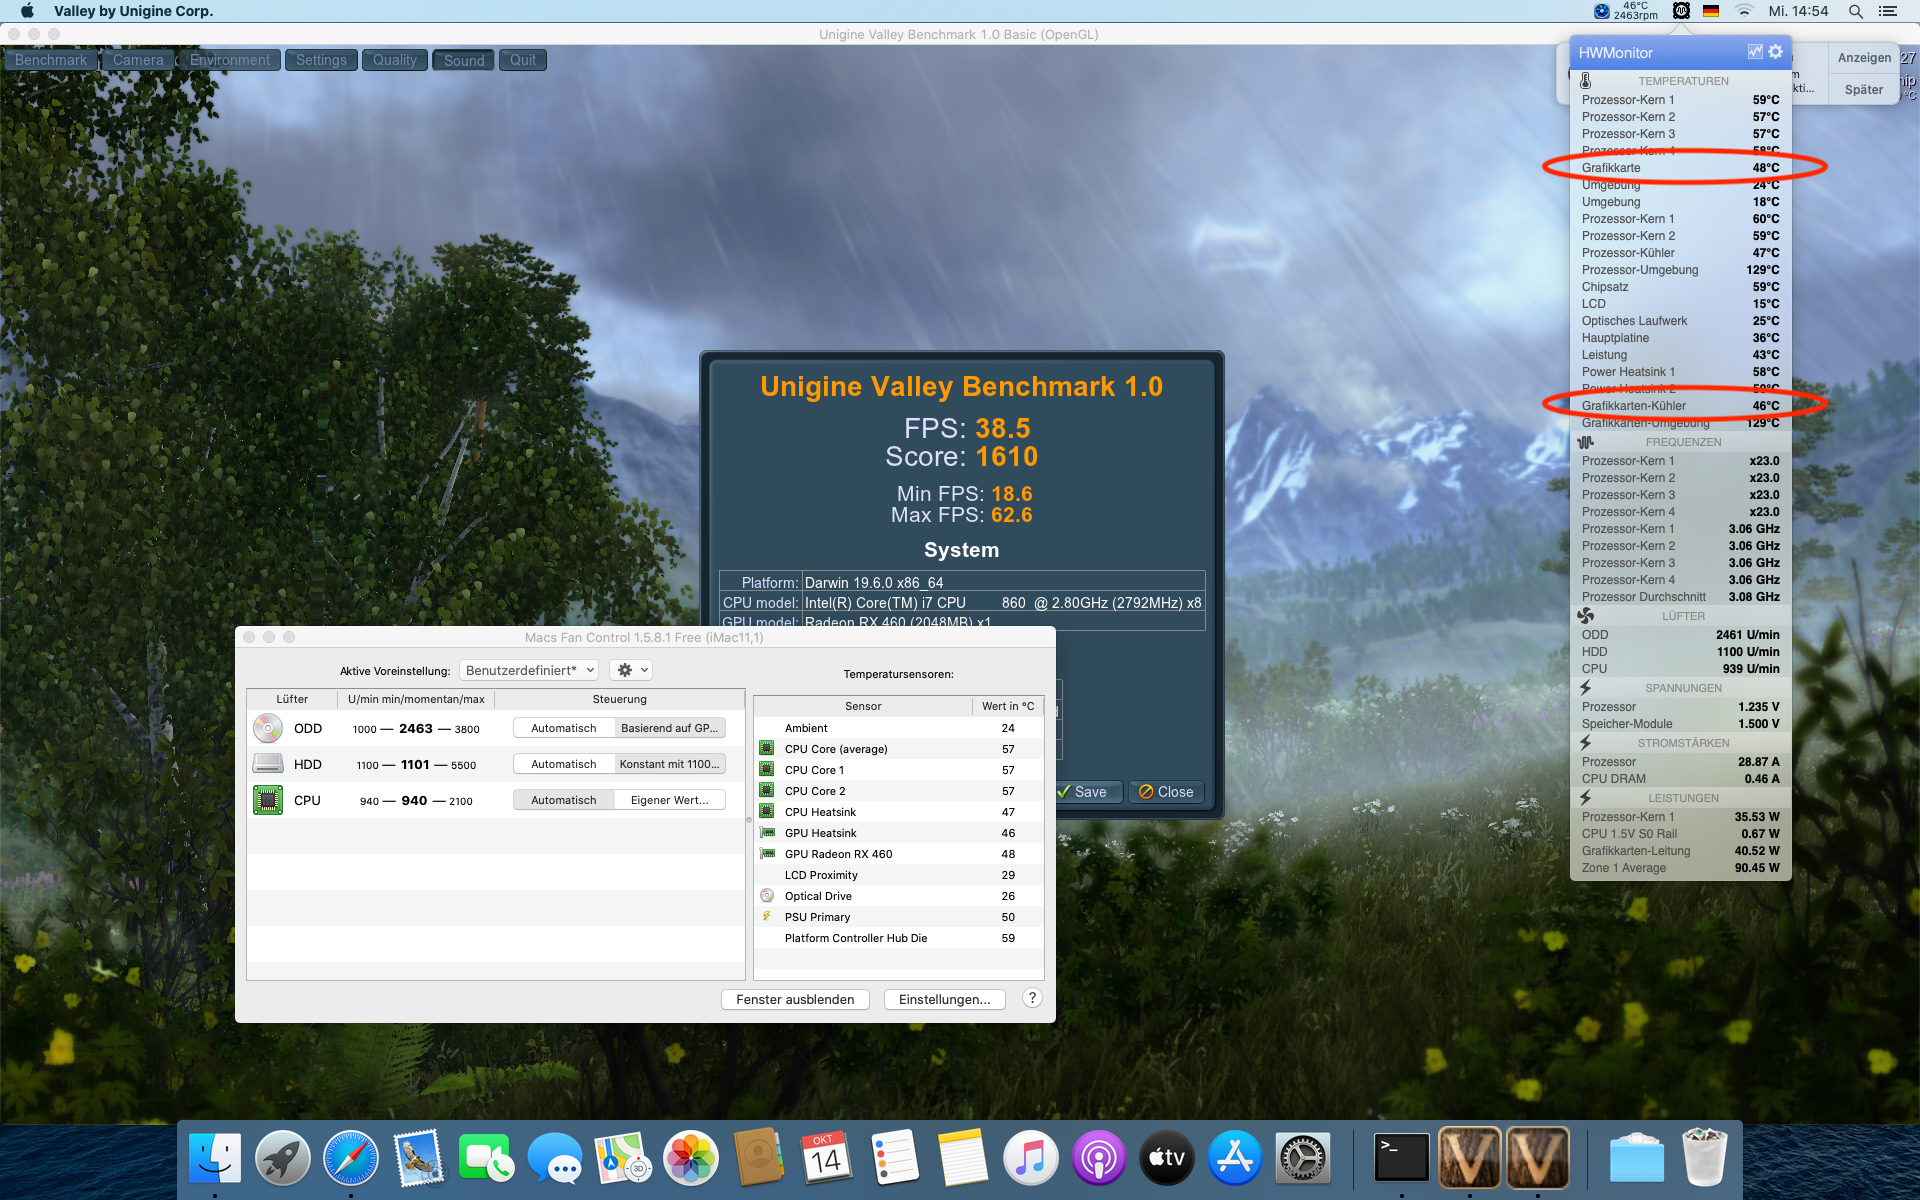 Valley by Unigine Corp.
46°C
2463rpm
Mi. 14:54
Unigine Valley Benchmark 1.0 Basic (OpenGL)
Benchmark
Camera
Environment
Settings
Quality
Sound
Quit
Anzeigen
Später
27
HWMonitor
TEMPERATUREN
Prozessor-Kern 1 59°C
Prozessor-Kern 2 57°C
Prozessor-Kern 3 57°C
Prozessor-Kern 4 58°C
Grafikkarte 48°C
Umgebung 24°C
Umgebung 18°C
Prozessor-Kern 1 60°C
Prozessor-Kern 2 59°C
Prozessor-Kühler 47°C
Prozessor-Umgebung 129°C
Chipsatz 59°C
LCD 15°C
Optisches Laufwerk 25°C
Hauptplatine 36°C
Leistung 43°C
Power Heatsink 1 58°C
Power Heatsink 2 59°C
Grafikkarten-Kühler 46°C
Grafikkarten-Umgebung 129°C
FREQUENZEN
Prozessor-Kern 1 x23.0
Prozessor-Kern 2 x23.0
Prozessor-Kern 3 x23.0
Prozessor-Kern 4 x23.0
Prozessor-Kern 1 3.06 GHz
Prozessor-Kern 2 3.06 GHz
Prozessor-Kern 3 3.06 GHz
Prozessor-Kern 4 3.06 GHz
Prozessor Durchschnitt 3.08 GHz
LÜFTER
ODD 2461 U/min
HDD 1100 U/min
CPU 939 U/min
SPANNUNGEN
Prozessor 1.235 V
Speicher-Module 1.500 V
STROMSTÄRKEN
Prozessor 28.87 A
CPU DRAM 0.46 A
LEISTUNGEN
Prozessor-Kern 1 35.53 W
CPU 1.5V S0 Rail 0.67 W
Grafikkarten-Leitung 40.52 W
Zone 1 Average 90.45 W
Unigine Valley Benchmark 1.0
FPS: 38.5
Score: 1610
Min FPS: 18.6
Max FPS: 62.6
System
Platform: Darwin 19.6.0 x86_64
CPU model: Intel(R) Core(TM) i7 CPU 860 @ 2.80GHz (2792MHz) x8
GPU model: Radeon RX 460 (2048MB) x1
Save
Close
Macs Fan Control 1.5.8.1 Free (iMac11,1)
Aktive Voreinstellung: Benutzerdefiniert*
Lüfter U/min min/momentan/max Steuerung
ODD 1000 — 2463 — 3800 Automatisch Basierend auf GP...
HDD 1100 — 1101 — 5500 Automatisch Konstant mit 1100...
CPU 940 — 940 — 2100 Automatisch Eigener Wert...
Temperatursensoren:
Sensor Wert in °C
Ambient 24
CPU Core (average) 57
CPU Core 1 57
CPU Core 2 57
CPU Heatsink 47
GPU Heatsink 46
GPU Radeon RX 460 48
LCD Proximity 29
Optical Drive 26
PSU Primary 50
Platform Controller Hub Die 59
Fenster ausblenden
Einstellungen...
?
OKT
14
3D
tv
>_
V
V